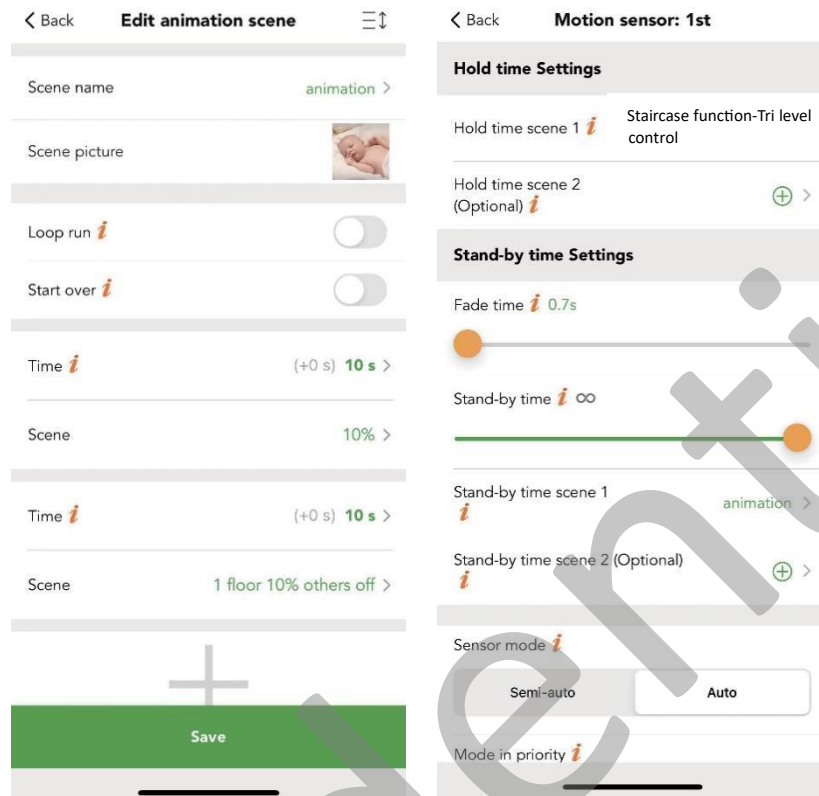 Back
Edit animation scene
Scene name
animation
Scene picture
Loop run i
Start over i
Time i
(+0 s) 10 s
Scene
10%
Time i
(+0 s) 10 s
Scene
1 floor 10% others off
Save
Back
Motion sensor: 1st
Hold time Settings
Hold time scene 1 i
Staircase function-Tri level
control
Hold time scene 2
(Optional) i
Stand-by time Settings
Fade time i 0.7s
Stand-by time i ∞
Stand-by time scene 1
i
animation
Stand-by time scene 2 (Optional)
i
Sensor mode i
Semi-auto
Auto
Mode in priority i